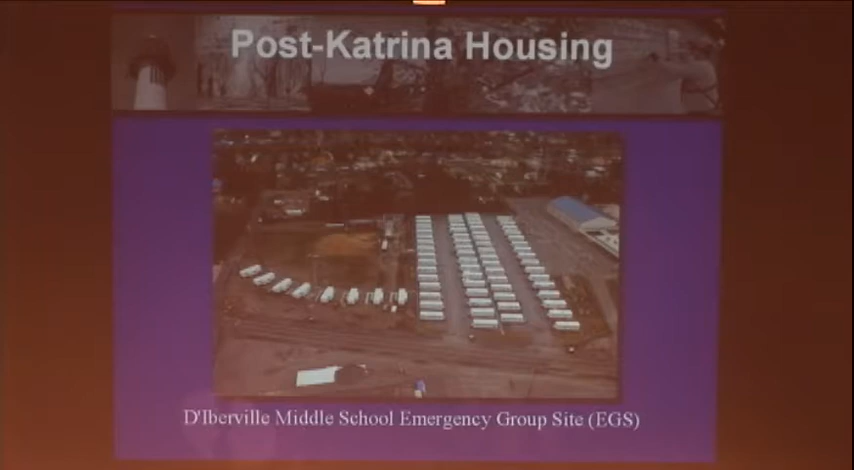 Post-Katrina Housing
D'Iberville Middle School Emergency Group Site (EGS)